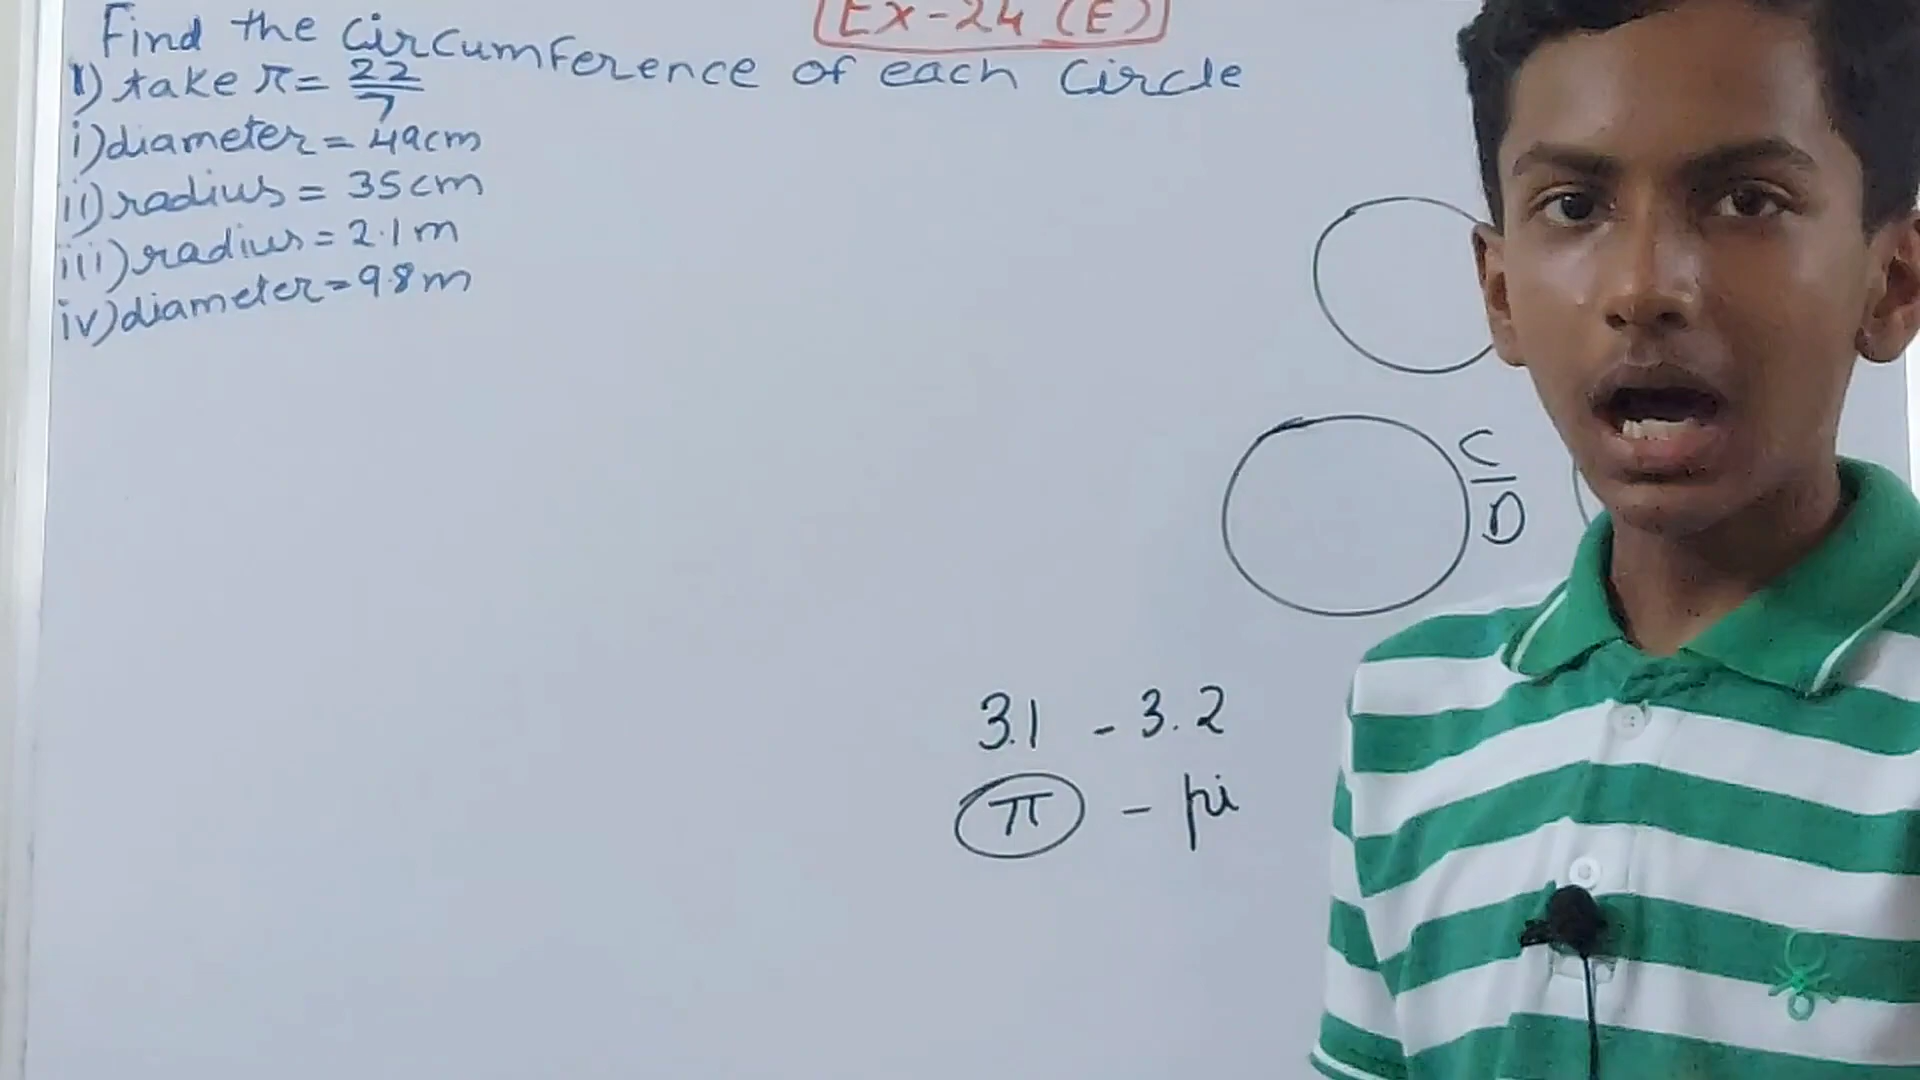 Ex-24 (E)
Find the circumference of each circle
1) take π = 22/7
i) diameter = 49cm
ii) radius = 35cm
iii) radius = 2.1m
iv) diameter = 9.8m
C
D
3.1 - 3.2
π - pi